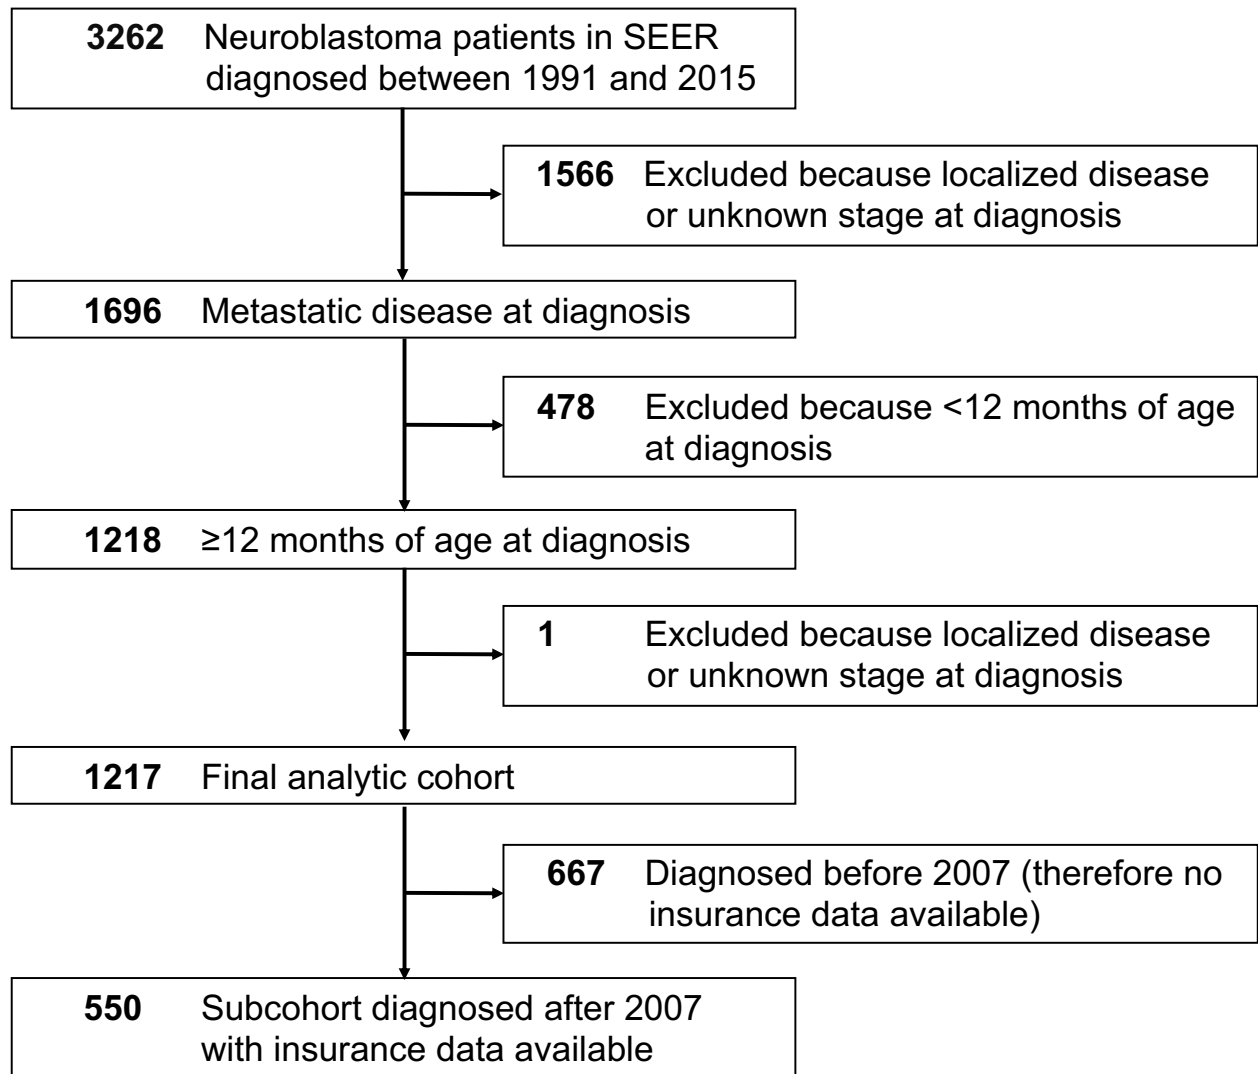 3262 Neuroblastoma patients in SEER
diagnosed between 1991 and 2015
1566 Excluded because localized disease
or unknown stage at diagnosis
1696 Metastatic disease at diagnosis
478 Excluded because <12 months of age
at diagnosis
1218 ≥12 months of age at diagnosis
1 Excluded because localized disease
or unknown stage at diagnosis
1217 Final analytic cohort
667 Diagnosed before 2007 (therefore no
insurance data available)
550 Subcohort diagnosed after 2007
with insurance data available